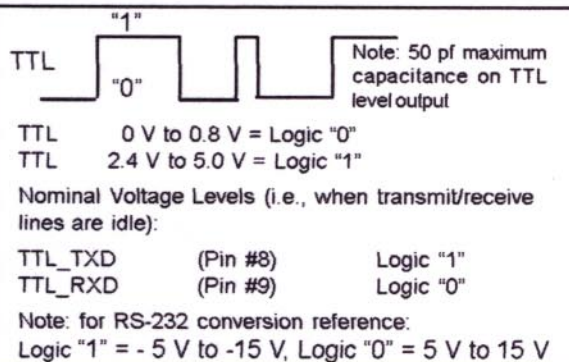 "1"
TTL
"0"
Note: 50 pf maximum
capacitance on TTL
level output
TTL 0 V to 0.8 V = Logic "0"
TTL 2.4 V to 5.0 V = Logic "1"
Nominal Voltage Levels (i.e., when transmit/receive
lines are idle):
TTL_TXD (Pin #8) Logic "1"
TTL_RXD (Pin #9) Logic "0"
Note: for RS-232 conversion reference:
Logic "1" = - 5 V to -15 V, Logic "0" = 5 V to 15 V